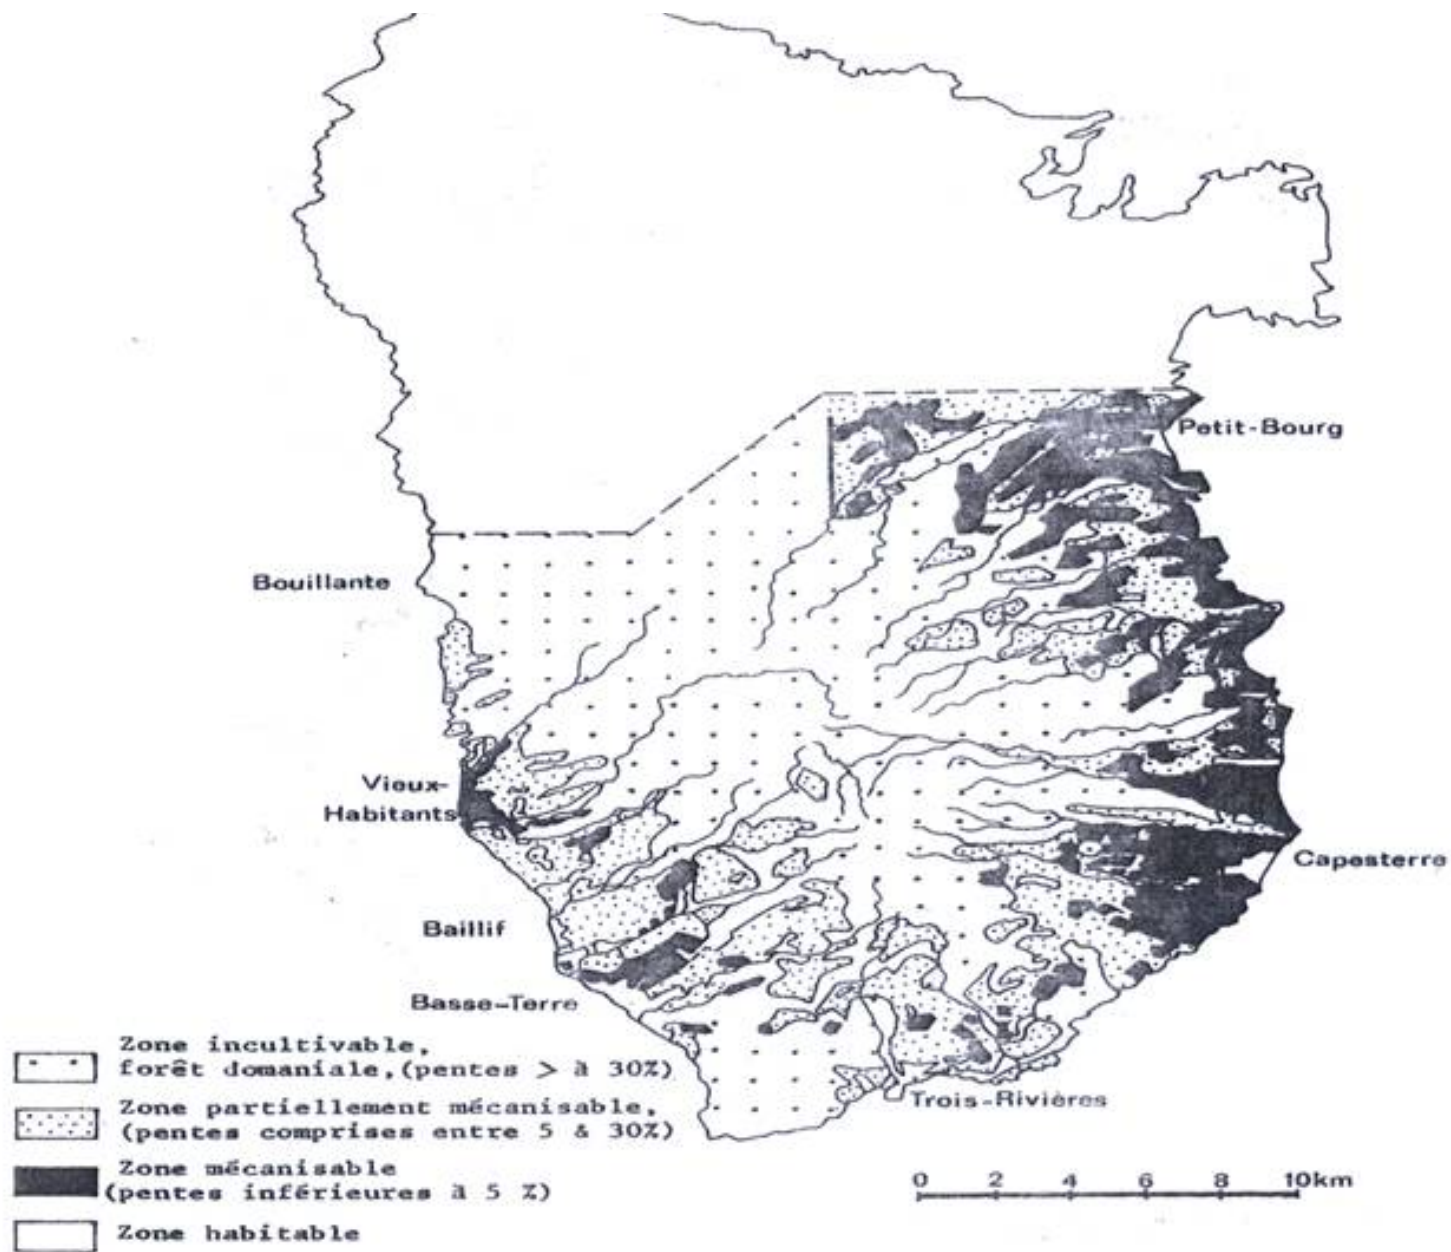 Petit-Bourg
Bouillante
Vieux-
Habitants
Capesterre
Baillif
Basse-Terre
Trois-Rivières
Zone incultivable,
forêt domaniale, (pentes > à 30%)
Zone partiellement mécanisable,
(pentes comprises entre 5 & 30%)
Zone mécanisable
(pentes inférieures à 5 %)
Zone habitable
0 2 4 6 8 10km